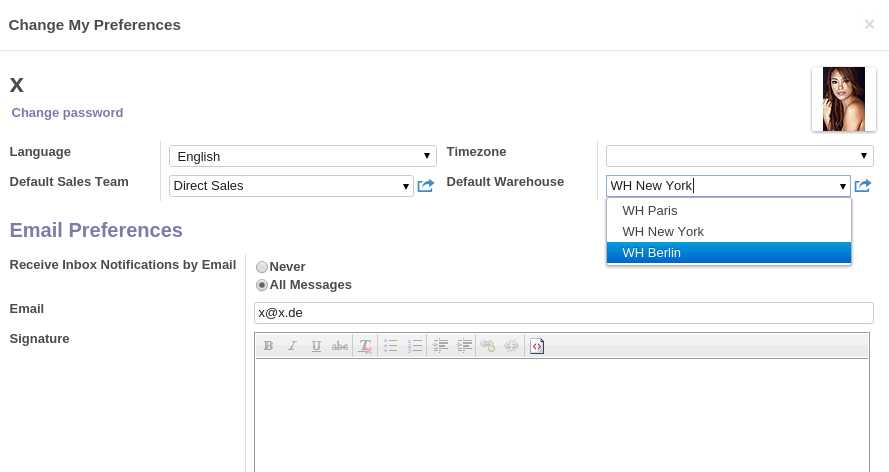 Change My Preferences ×
x
Change password
Language English Timezone
Default Sales Team Direct Sales Default Warehouse WH New York
WH Paris
WH New York
WH Berlin
Email Preferences
Receive Inbox Notifications by Email Never
All Messages
Email x@x.de
Signature
B I U abc T